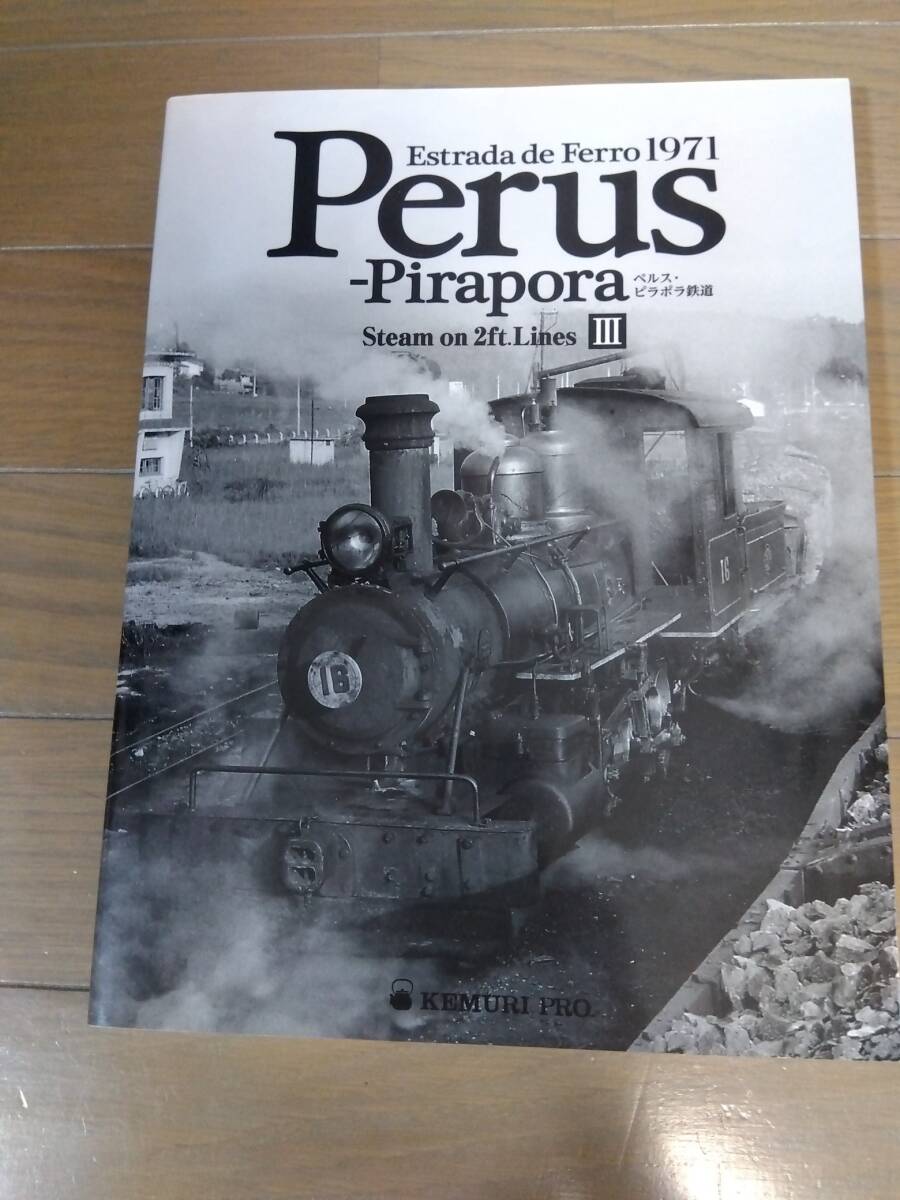 Estrada de Ferro 1971
Perus
-Pirapora
ペルス・
ピラポラ鉄道
Steam on 2ft. Lines III
16
16
KEMURI PRO.